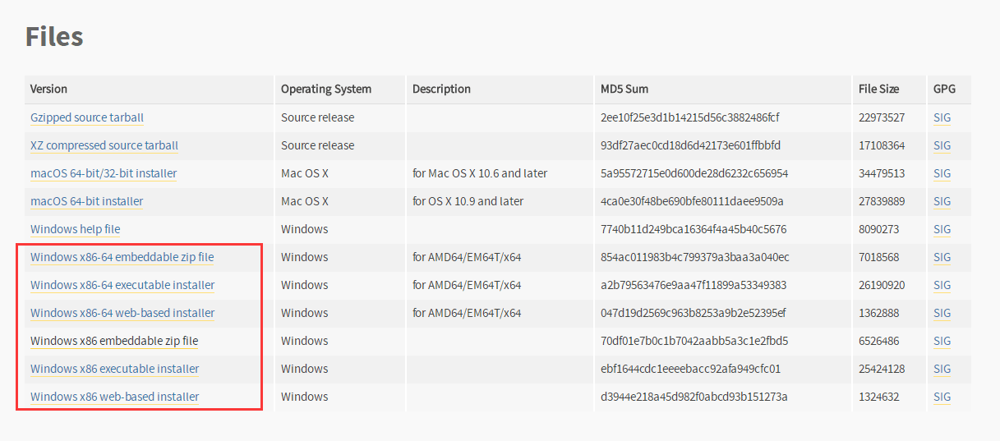 Files
Version Operating System Description MD5 Sum File Size GPG
Gzipped source tarball Source release 2ee10f25e3d1b14215d56c3882486fcf 22973527 SIG
XZ compressed source tarball Source release 93df27aec0cd18d6d42173e601ffbbfd 17108364 SIG
macOS 64-bit/32-bit installer Mac OS X for Mac OS X 10.6 and later 5a95572715e0d600de28d6232c656954 34479513 SIG
macOS 64-bit installer Mac OS X for OS X 10.9 and later 4ca0e30f48be690bfe80111daee9509a 27839889 SIG
Windows help file Windows 7740b11d249bca16364f4a45b40c5676 8090273 SIG
Windows x86-64 embeddable zip file Windows for AMD64/EM64T/x64 854ac011983b4c799379a3baa3a040ec 7018568 SIG
Windows x86-64 executable installer Windows for AMD64/EM64T/x64 a2b79563476e9aa47f11899a53349383 26190920 SIG
Windows x86-64 web-based installer Windows for AMD64/EM64T/x64 047d19d2569c963b8253a9b2e52395ef 1362888 SIG
Windows x86 embeddable zip file Windows 70df01e7b0c1b7042aabb5a3c1e2fbd5 6526486 SIG
Windows x86 executable installer Windows ebf1644cdc1eeeebacc92afa949cfc01 25424128 SIG
Windows x86 web-based installer Windows d3944e218a45d982f0abcd93b151273a 1324632 SIG